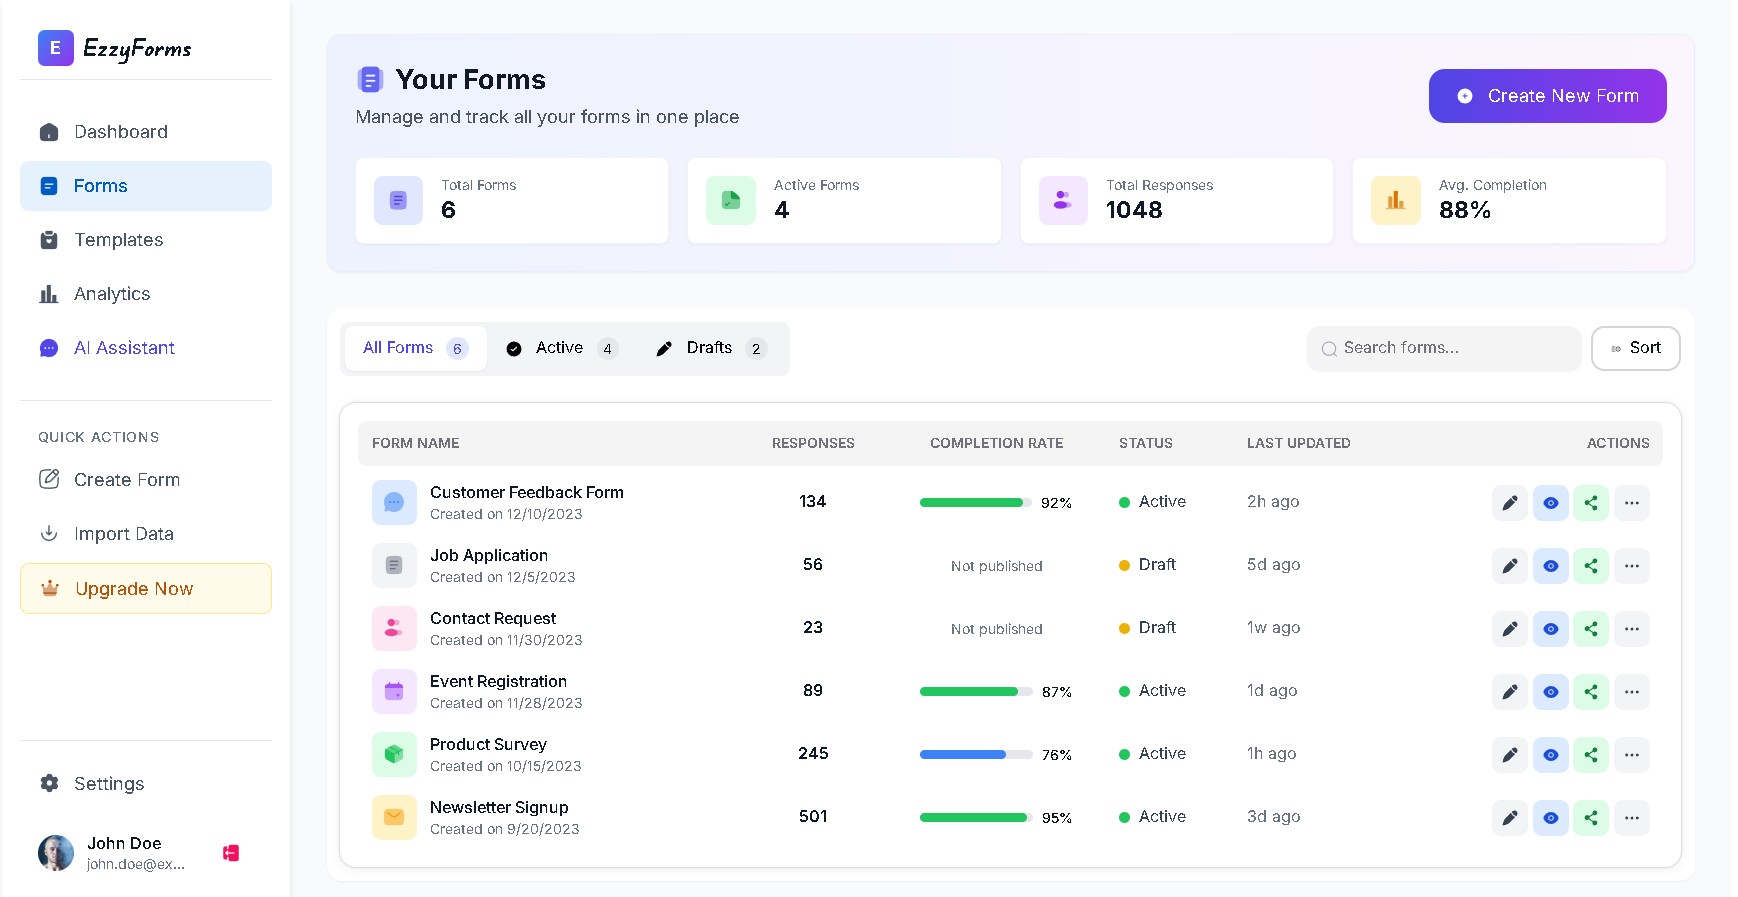 E EzzyForms
Dashboard
Forms
Templates
Analytics
AI Assistant
QUICK ACTIONS
Create Form
Import Data
Upgrade Now
Settings
John Doe
john.doe@ex...
Your Forms
Manage and track all your forms in one place
Create New Form
Total Forms
6
Active Forms
4
Total Responses
1048
Avg. Completion
88%
All Forms 6 Active 4 Drafts 2
Search forms... Sort
FORM NAME RESPONSES COMPLETION RATE STATUS LAST UPDATED ACTIONS
Customer Feedback Form 134 92% Active 2h ago
Created on 12/10/2023
Job Application 56 Not published Draft 5d ago
Created on 12/5/2023
Contact Request 23 Not published Draft 1w ago
Created on 11/30/2023
Event Registration 89 87% Active 1d ago
Created on 11/28/2023
Product Survey 245 76% Active 1h ago
Created on 10/15/2023
Newsletter Signup 501 95% Active 3d ago
Created on 9/20/2023